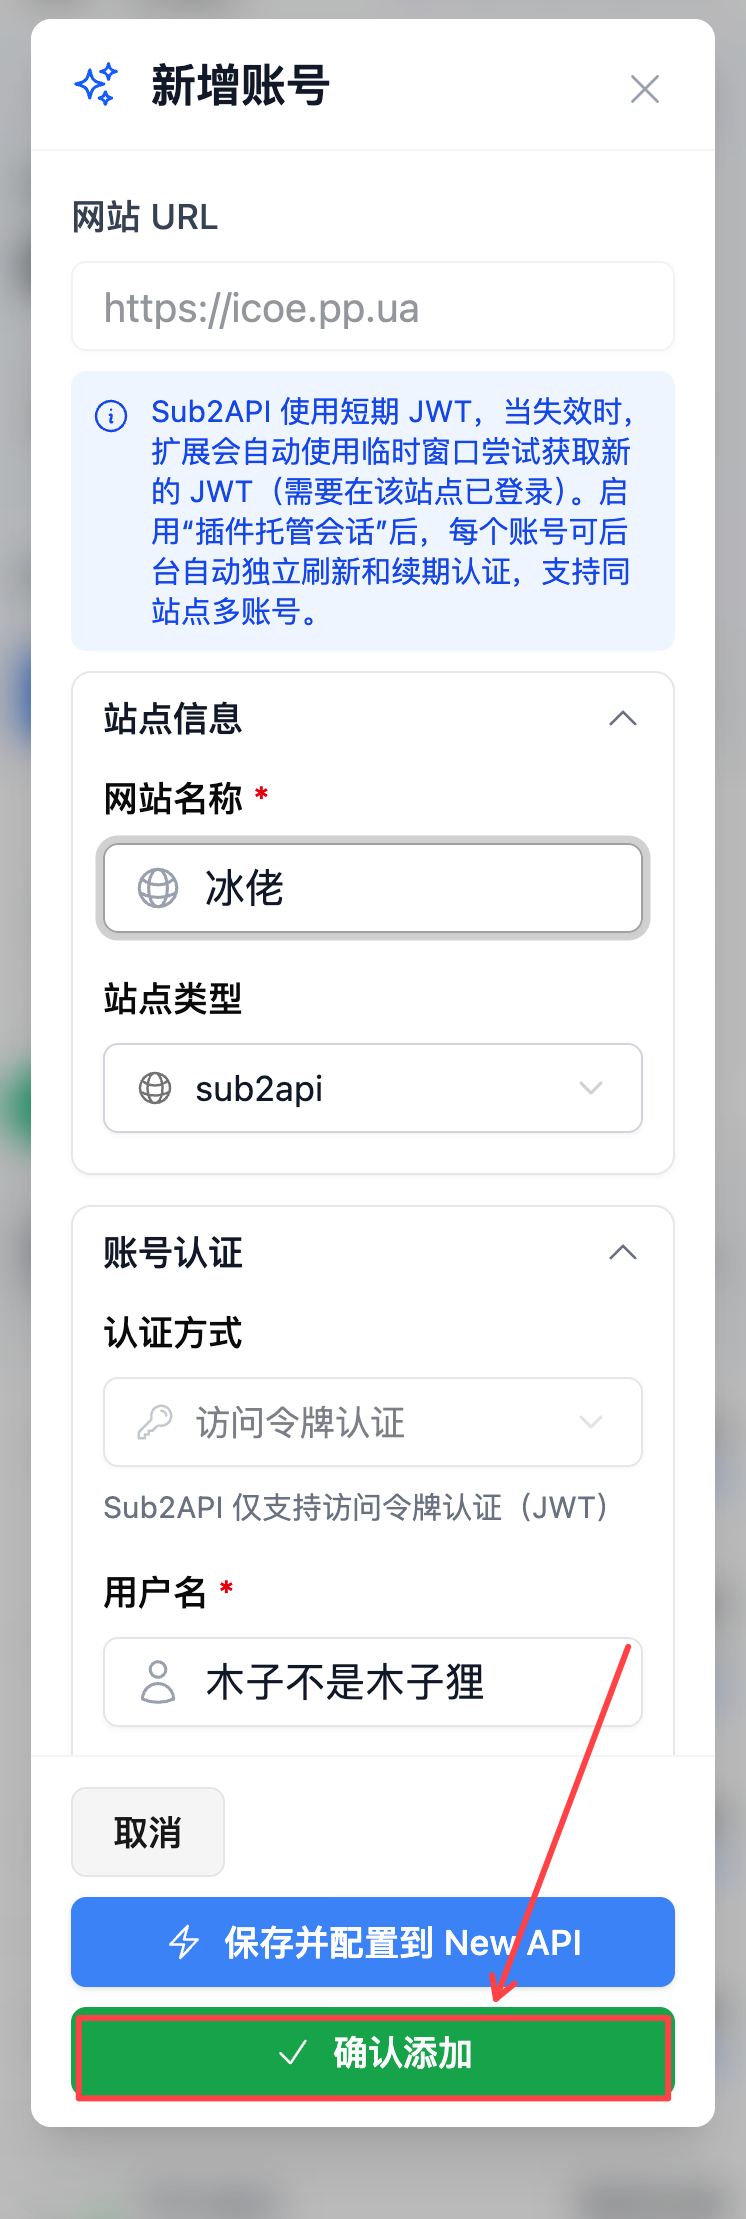 新增账号
网站 URL
https://icoe.pp.ua
Sub2API 使用短期 JWT，当失效时，
扩展会自动使用临时窗口尝试获取新
的 JWT（需要在该站点已登录）。启
用“插件托管会话”后，每个账号可后
台自动独立刷新和续期认证，支持同
站点多账号。
站点信息
网站名称 *
冰佬
站点类型
sub2api
账号认证
认证方式
访问令牌认证
Sub2API 仅支持访问令牌认证（JWT）
用户名 *
木子不是木子狸
取消
保存并配置到 New API
确认添加